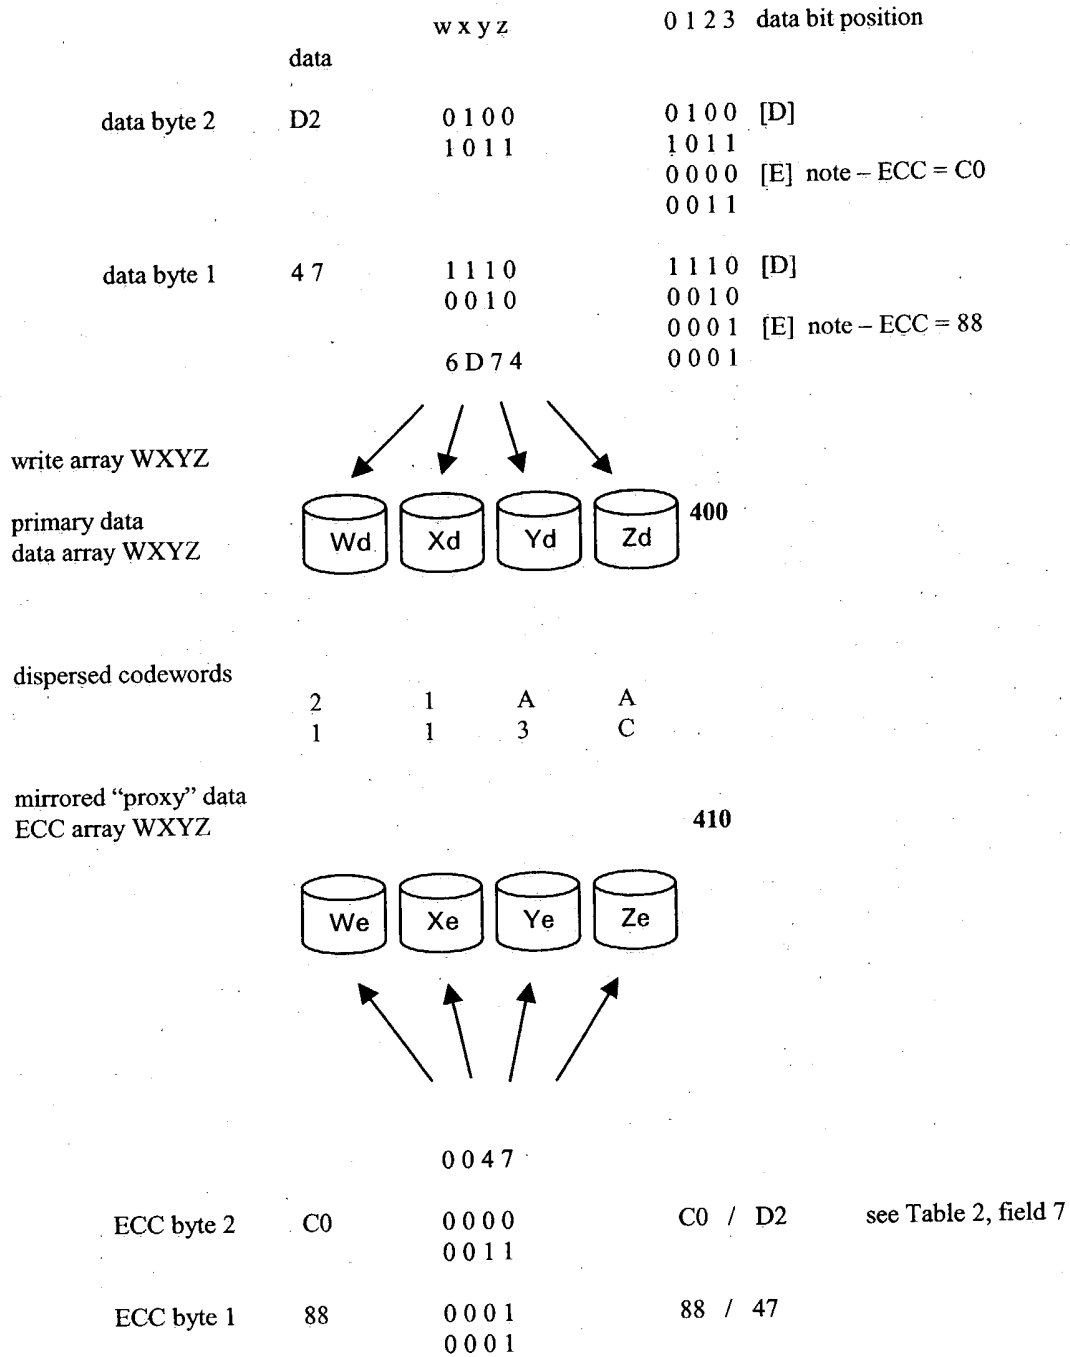 w x y z 0 1 2 3 data bit position
data
data byte 2 D2 0 1 0 0 0 1 0 0 [D]
1 0 1 1 1 0 1 1
0 0 0 0 [E] note – ECC = C0
0 0 1 1
data byte 1 4 7 1 1 1 0 1 1 1 0 [D]
0 0 1 0 0 0 1 0
0 0 0 1 [E] note – ECC = 88
6 D 7 4 0 0 0 1
write array WXYZ
primary data 400
data array WXYZ Wd Xd Yd Zd
dispersed codewords
2 1 A A
1 1 3 C
mirrored “proxy” data
ECC array WXYZ 410
We Xe Ye Ze
0 0 4 7
ECC byte 2 C0 0 0 0 0 C0 / D2 see Table 2, field 7
0 0 1 1
ECC byte 1 88 0 0 0 1 88 / 47
0 0 0 1